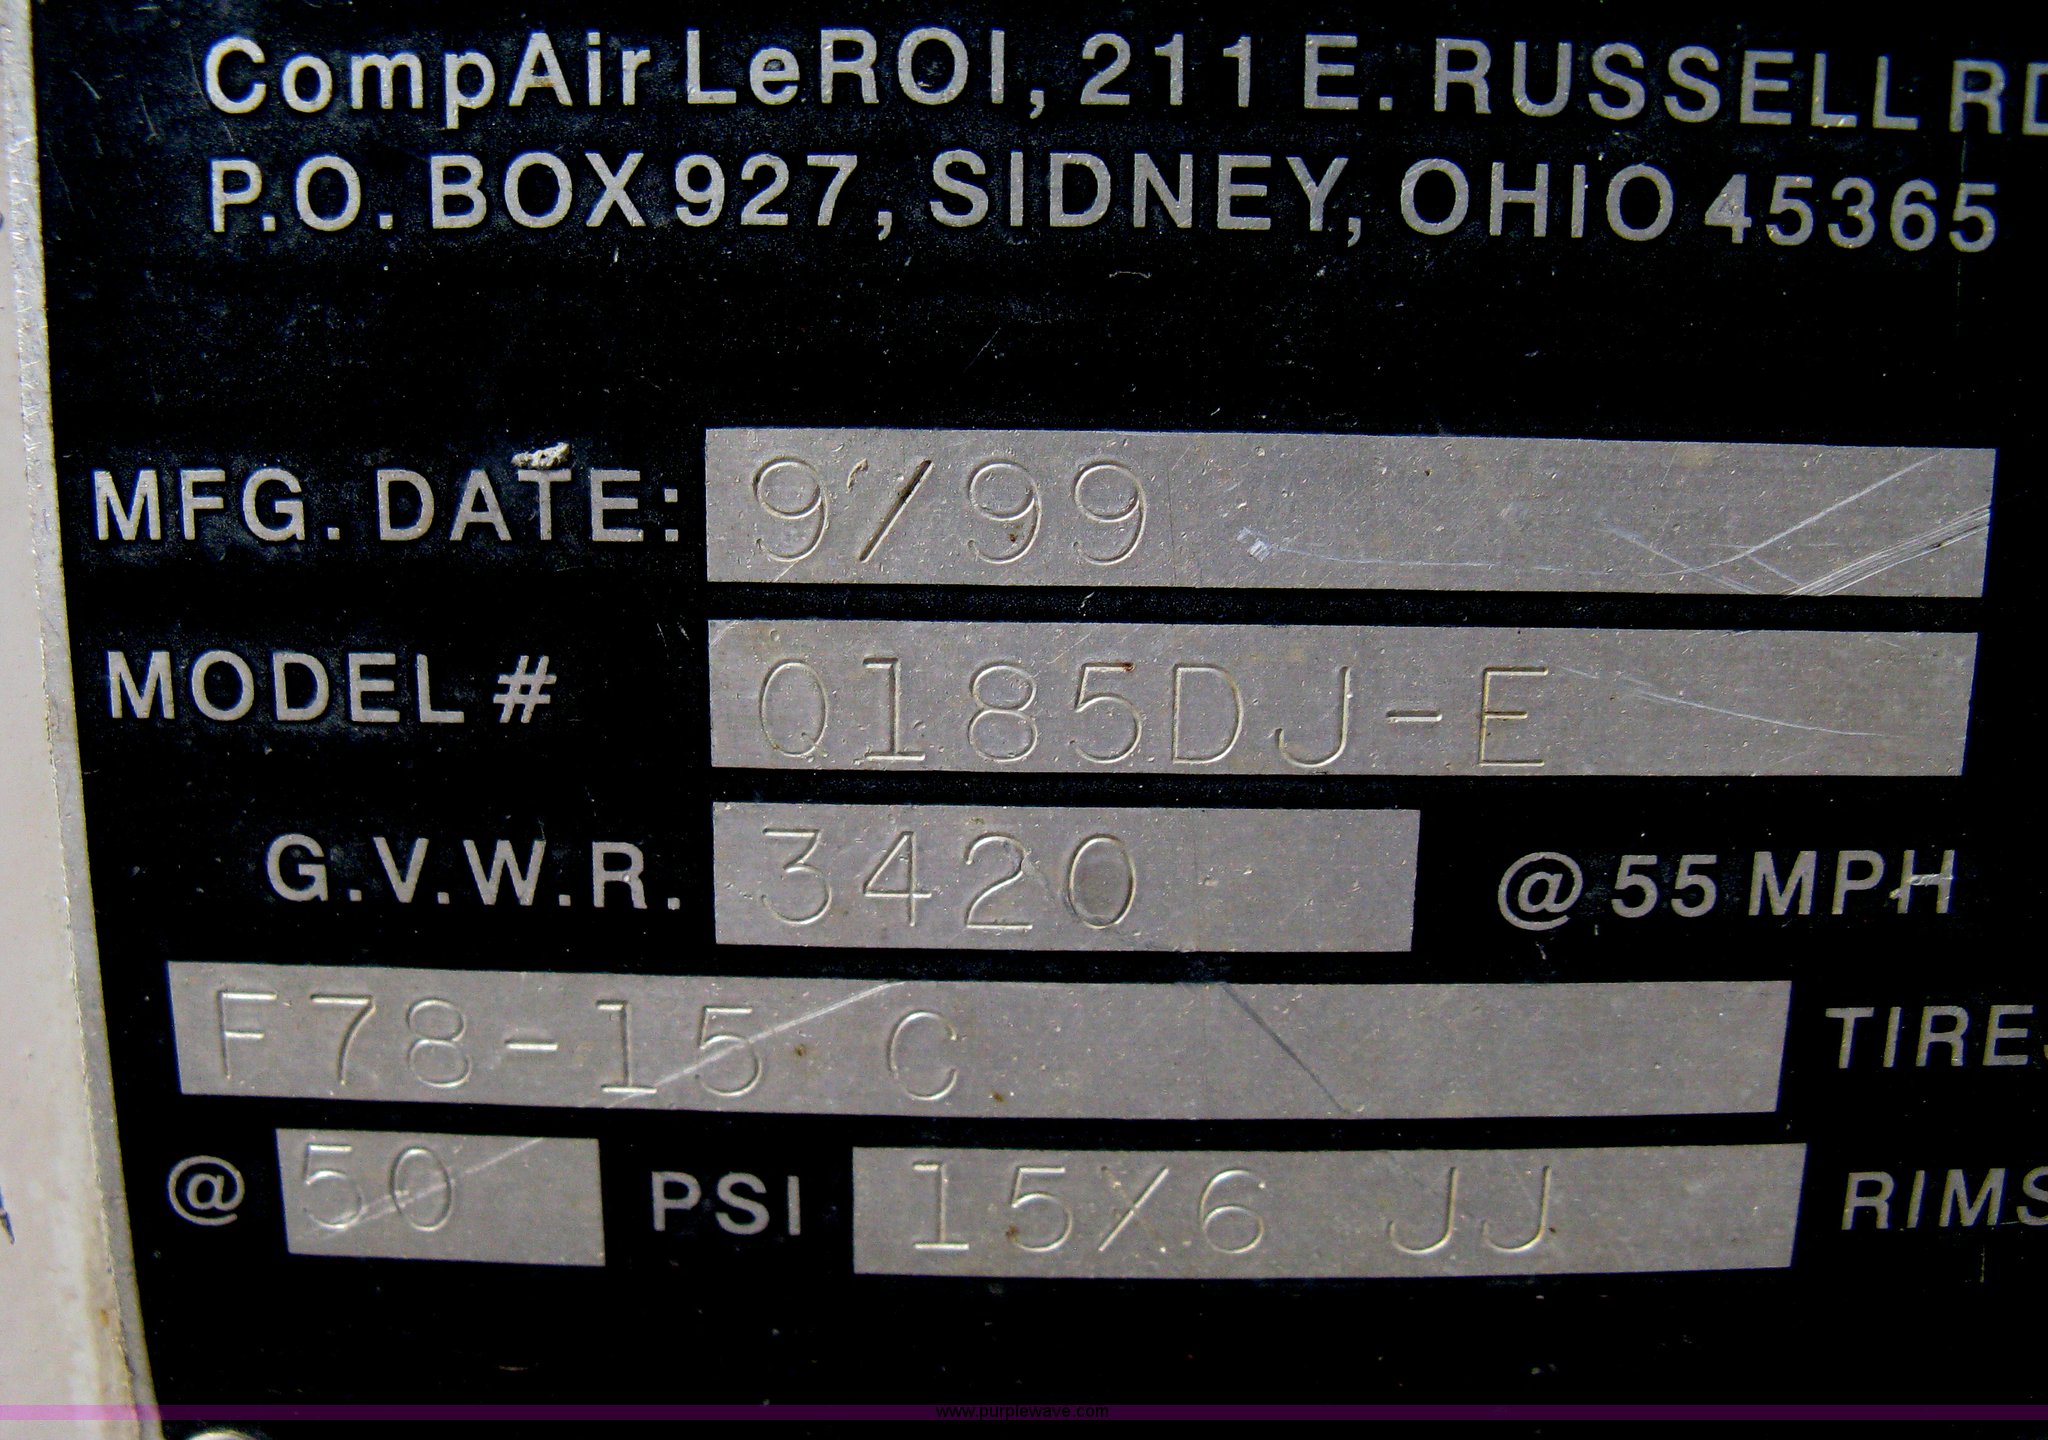 CompAir LeROI, 211 E. RUSSELL RD
P.O. BOX 927, SIDNEY, OHIO 45365
MFG. DATE: 9/99
MODEL # Q185DJ-E
G.V.W.R. 3420 @ 55 MPH
F78-15 C TIRES
@ 50 PSI 15X6 JJ RIMS
www.purplewave.com